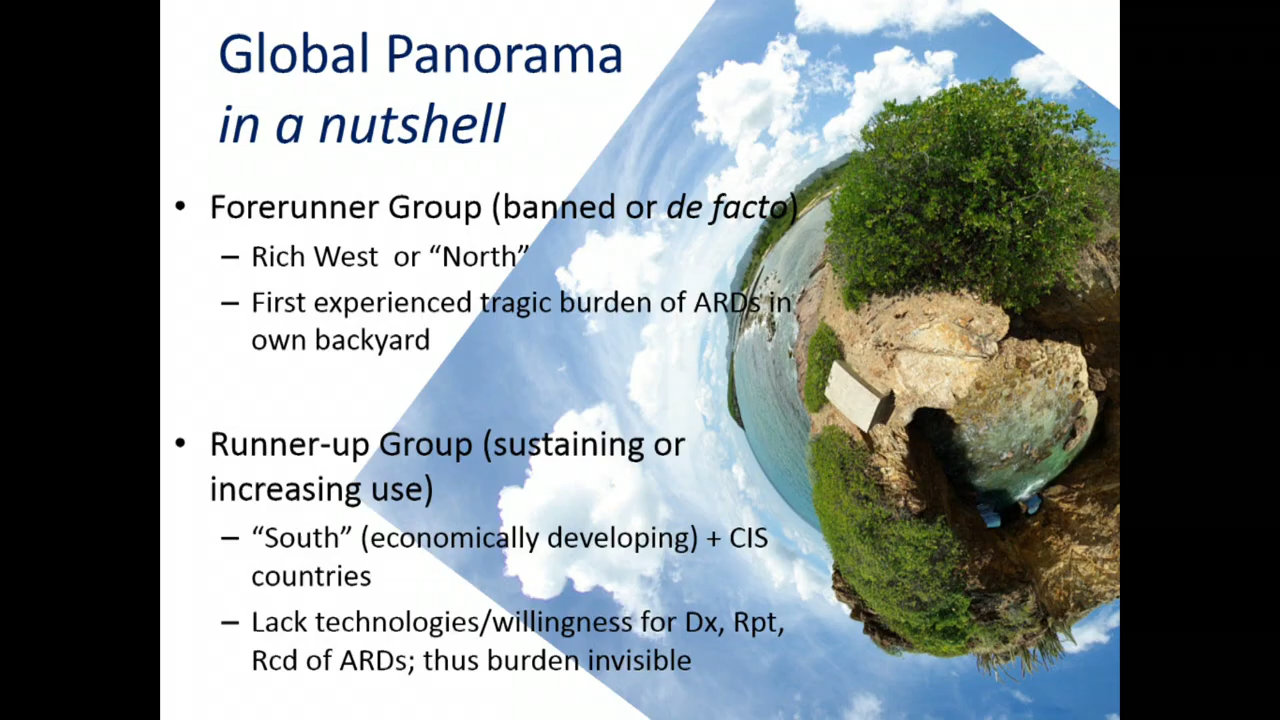 Global Panorama
in a nutshell
• Forerunner Group (banned or de facto)
– Rich West or “North”
– First experienced tragic burden of ARDs in
own backyard
• Runner-up Group (sustaining or
increasing use)
– “South” (economically developing) + CIS
countries
– Lack technologies/willingness for Dx, Rpt,
Rcd of ARDs; thus burden invisible